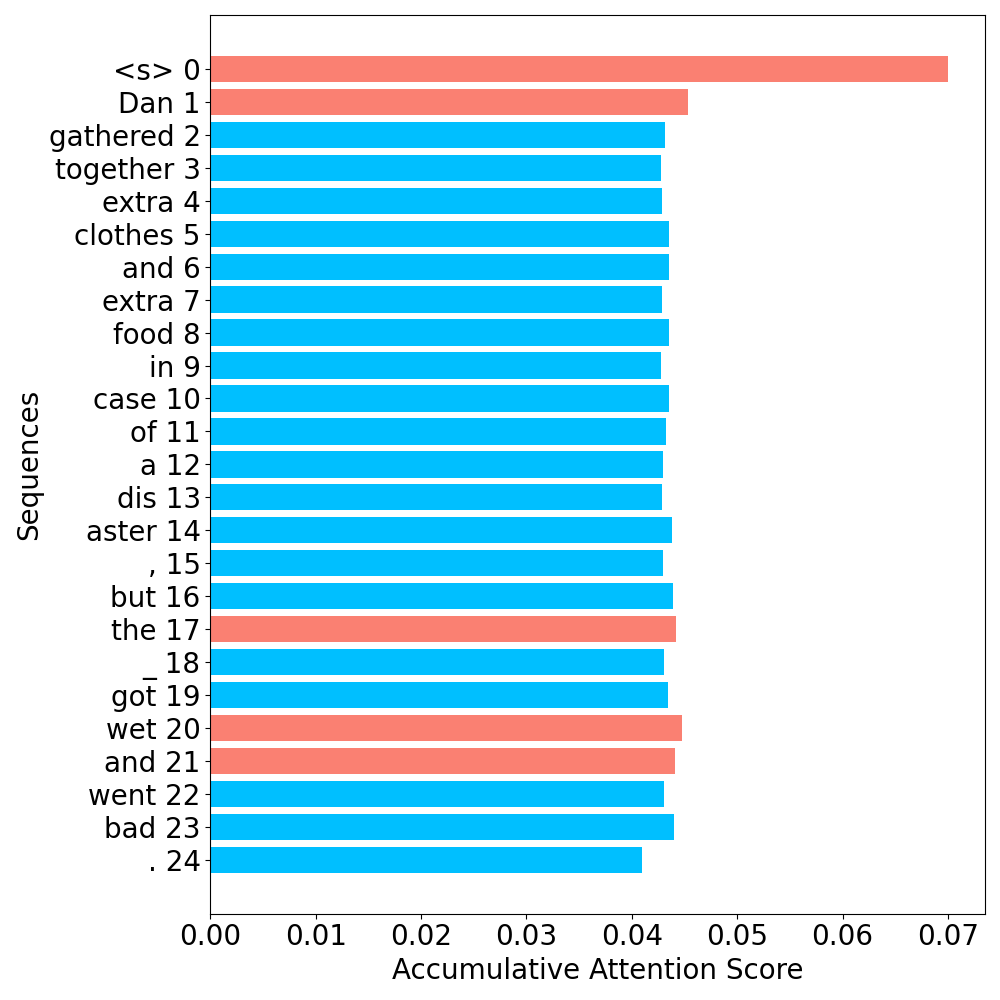 <s> 0
Dan 1
gathered 2
together 3
extra 4
clothes 5
and 6
extra 7
food 8
in 9
case 10
of 11
a 12
dis 13
aster 14
, 15
but 16
the 17
_ 18
got 19
wet 20
and 21
went 22
bad 23
. 24
Sequences
0.00 0.01 0.02 0.03 0.04 0.05 0.06 0.07
Accumulative Attention Score